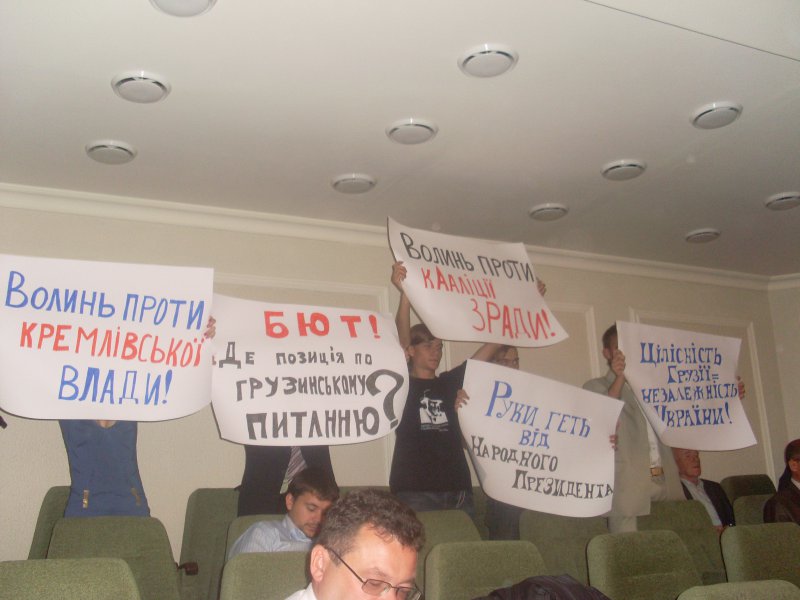 Волинь проти
кремлівської
влади!
БЮТ!
Де позиція по
грузинському
питанню?
Волинь проти
кааліції
зради!
Руки геть
від
Народного
Президента
Цілісність
Грузії=
незалежність
України!